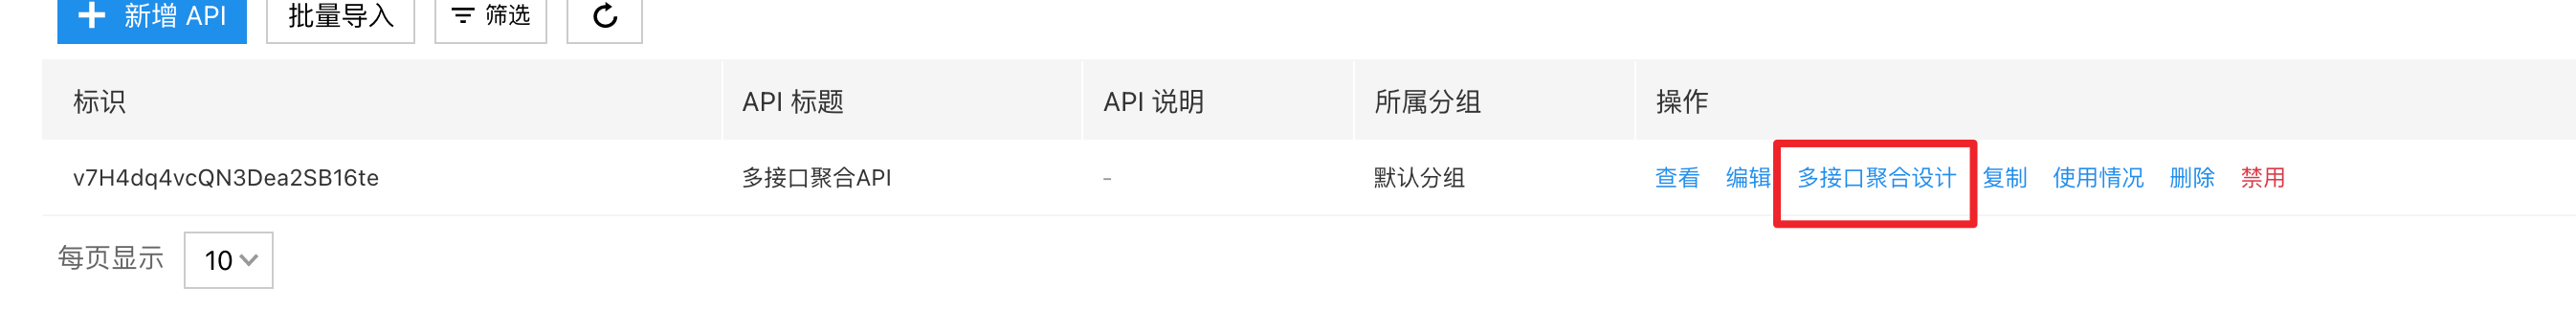 新增 API 批量导入 筛选
标识 API 标题 API 说明 所属分组 操作
v7H4dq4vcQN3Dea2SB16te 多接口聚合API - 默认分组 查看 编辑 多接口聚合设计 复制 使用情况 删除 禁用
每页显示 10